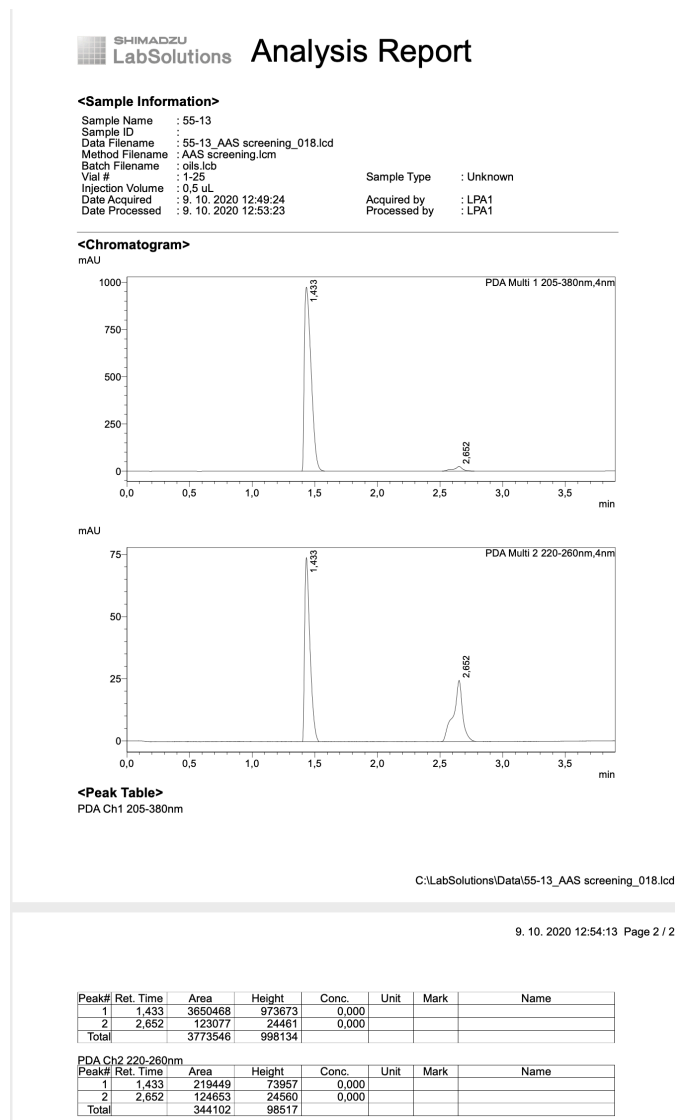 SHIMADZU
LabSolutions Analysis Report
<Sample Information>
Sample Name : 55-13
Sample ID :
Data Filename : 55-13_AAS screening_018.lcd
Method Filename : AAS screening.lcm
Batch Filename : oils.lcb
Vial # : 1-25 Sample Type : Unknown
Injection Volume : 0,5 uL
Date Acquired : 9. 10. 2020 12:49:24 Acquired by : LPA1
Date Processed : 9. 10. 2020 12:53:23 Processed by : LPA1
<Chromatogram>
mAU
PDA Multi 1 205-380nm,4nm
1000
750
500
250
0
1,433
2,652
0,0 0,5 1,0 1,5 2,0 2,5 3,0 3,5
min
mAU
PDA Multi 2 220-260nm,4nm
75
50
25
0
1,433
2,652
0,0 0,5 1,0 1,5 2,0 2,5 3,0 3,5
min
<Peak Table>
PDA Ch1 205-380nm
C:\LabSolutions\Data\55-13_AAS screening_018.lcd
9. 10. 2020 12:54:13 Page 2 / 2
Peak# Ret. Time Area Height Conc. Unit Mark Name
1 1,433 3650468 973673 0,000
2 2,652 123077 24461 0,000
Total 3773546 998134
PDA Ch2 220-260nm
Peak# Ret. Time Area Height Conc. Unit Mark Name
1 1,433 219449 73957 0,000
2 2,652 124653 24560 0,000
Total 344102 98517